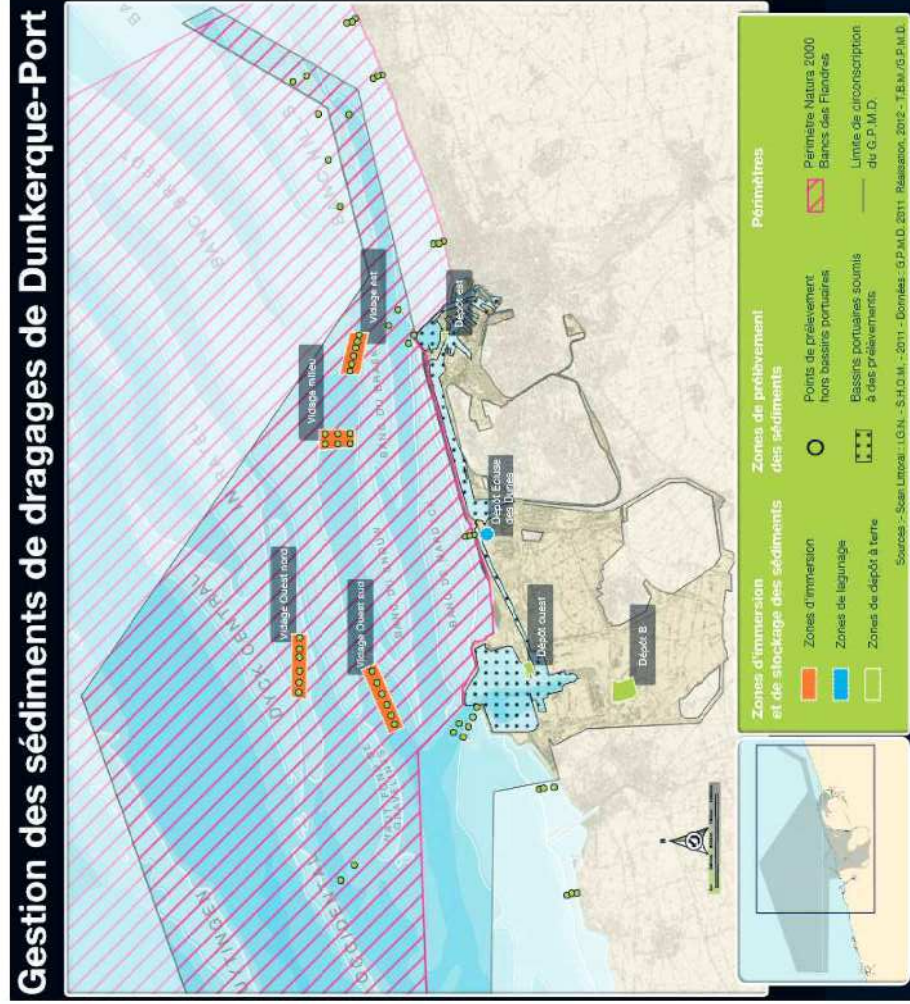 Gestion des sédiments de dragages de Dunkerque-Port
DYCK CENTRAL
Vidage Ouest nord
Vidage Ouest sud
Vidage milieu
Vidage est
Dépôt est
Dépôt Ecluse
des Dunes
Dépôt ouest
Dépôt B
Zones d'immersion
et de stockage des sédiments
Zones d'immersion
Zones de lagunage
Zones de dépôt à terre
Zones de prélèvement
des sédiments
Points de prélèvement
hors bassins portuaires
Bassins portuaires soumis
à des prélèvements
Périmètres
Périmètre Natura 2000
Bancs des Flandres
Limite de circonscription
du G.P.M.D.
Sources :- Scan Littoral : I.G.N. - S.H.O.M. - 2011 - Données : G.P.M.D. 2011 Réalisation, 2012 - T.B.M./G.P.M.D.